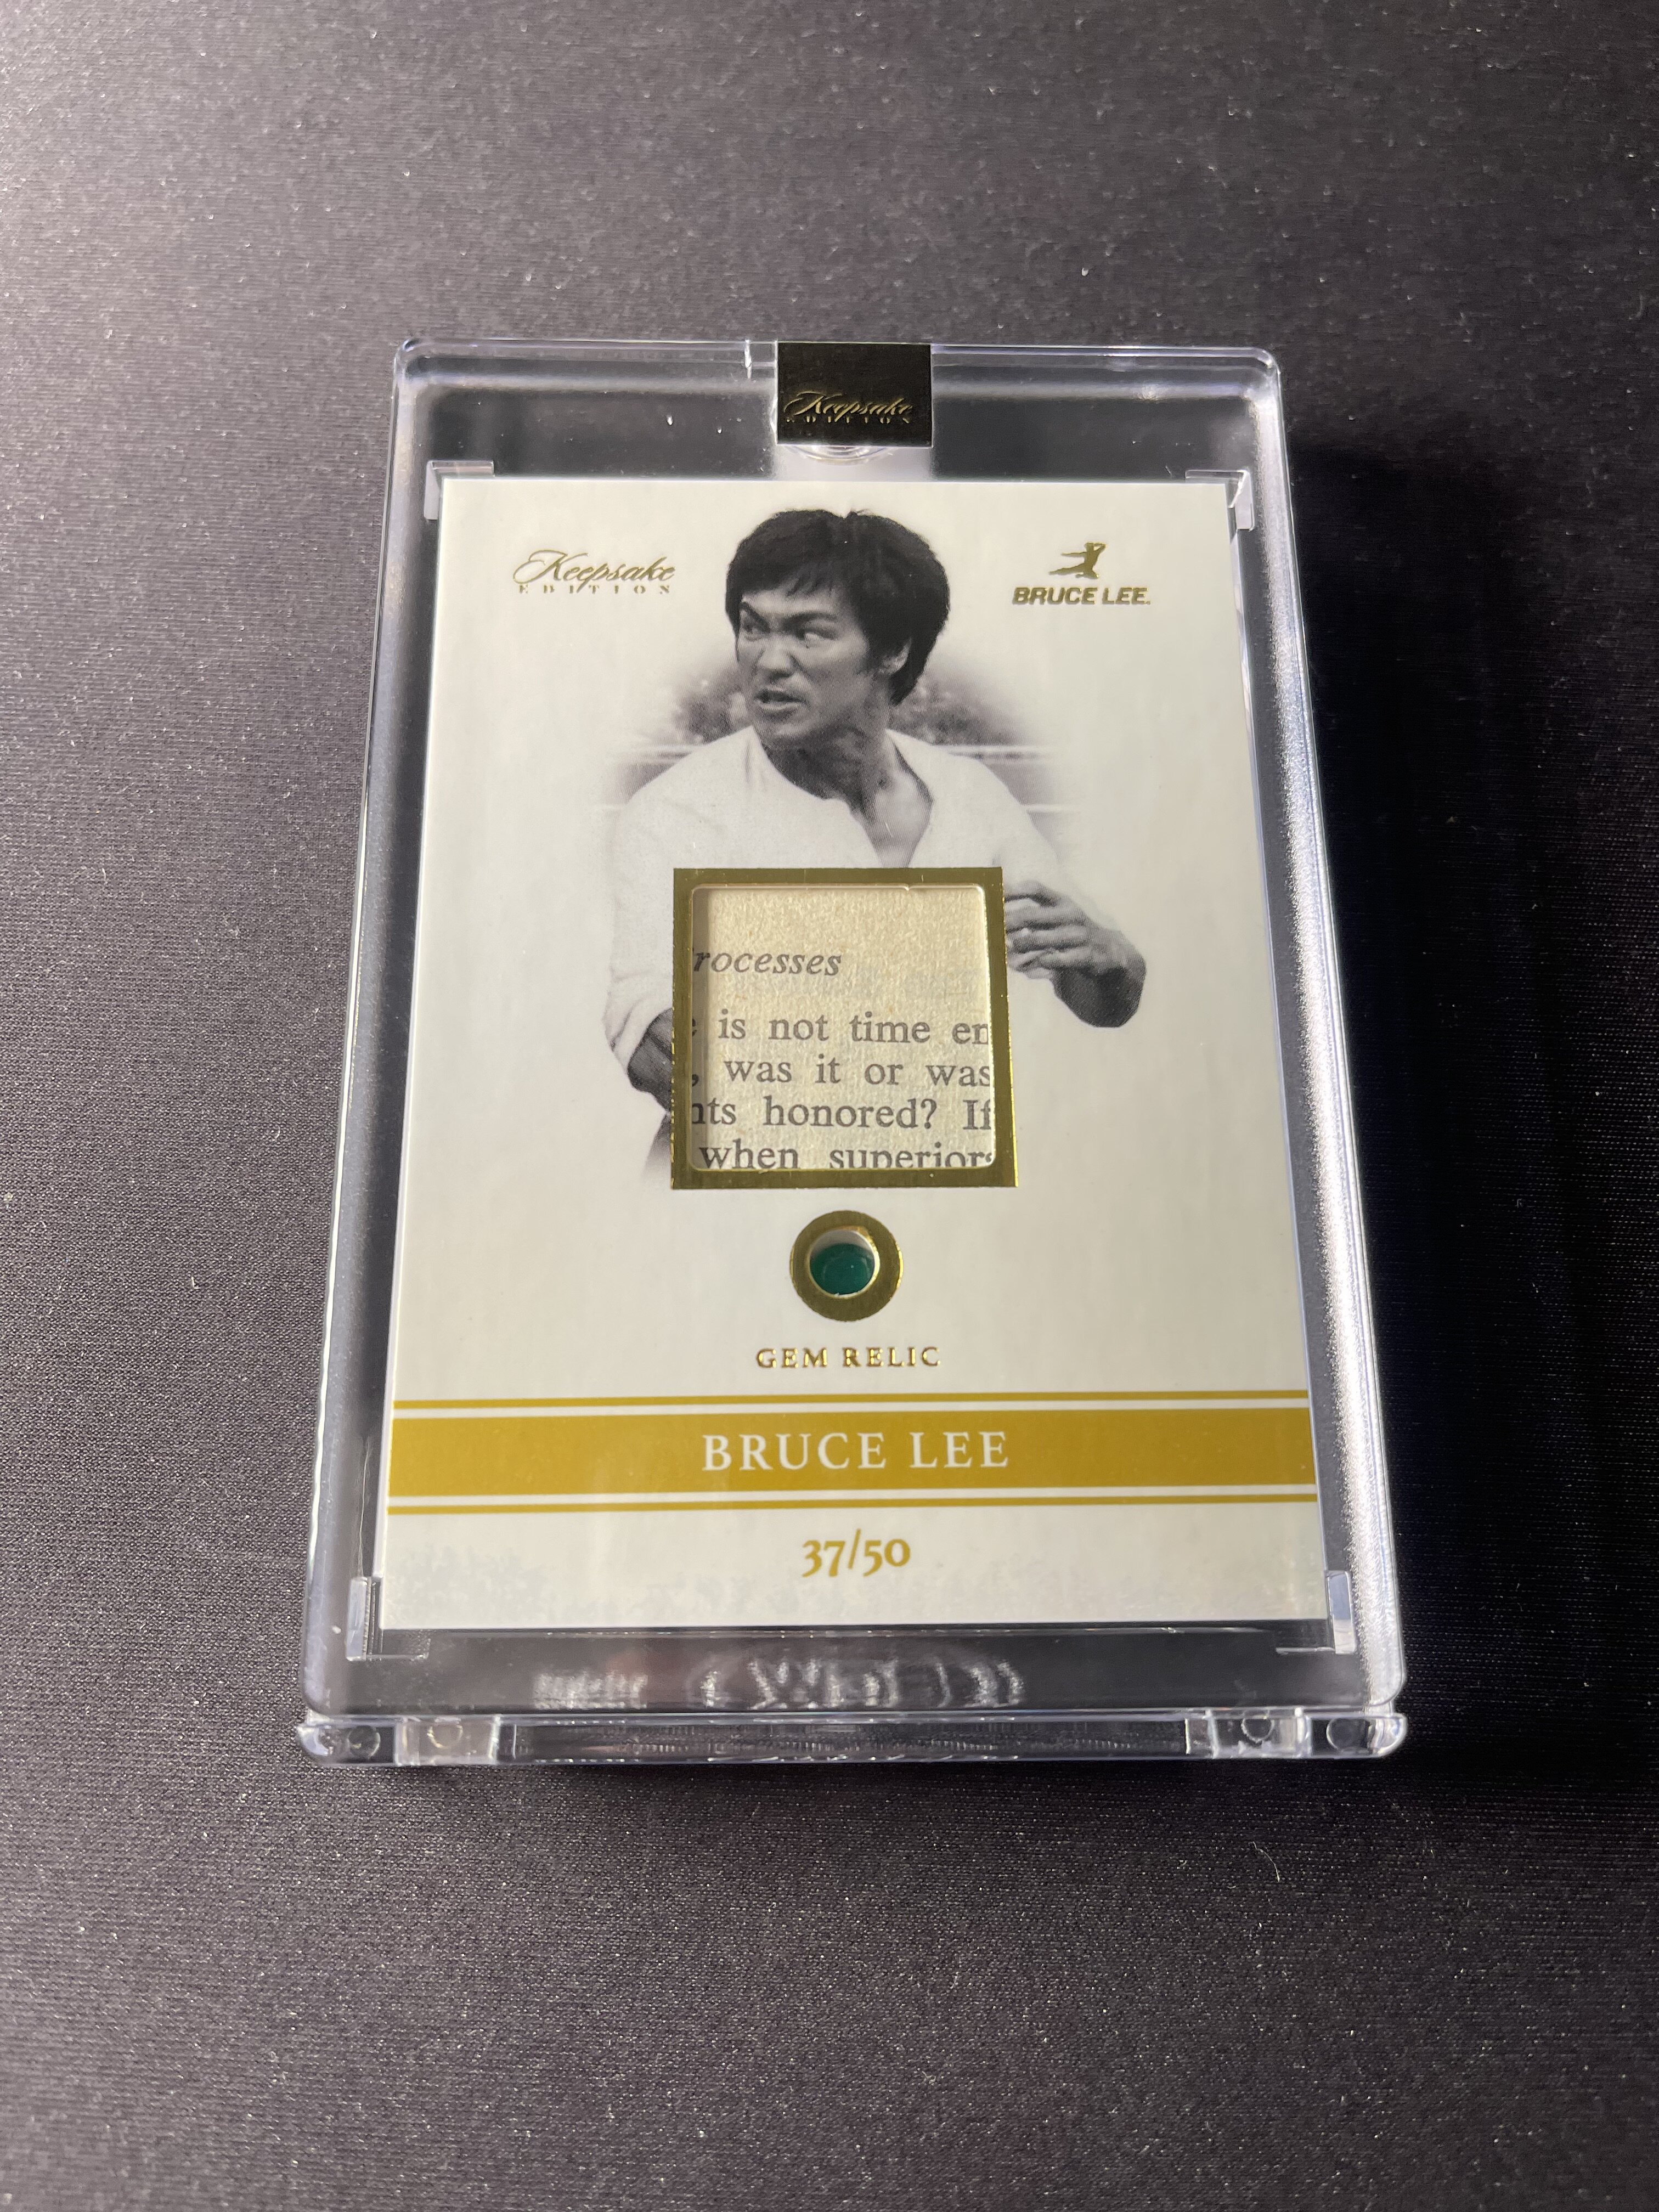 Keepsake
EDITION
Keepsake
EDITION
BRUCE LEE.
rocesses
e is not time en
, was it or was
nts honored? If
when superiors
GEM RELIC
BRUCE LEE
37/50